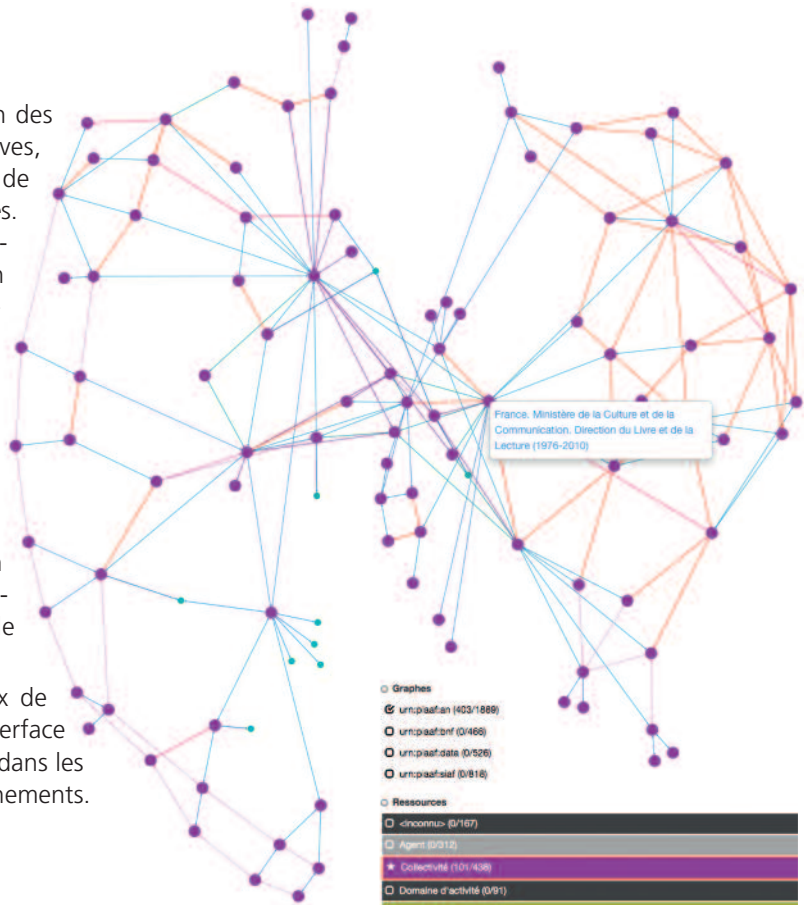 n des
ves,
de
s.
-
n
n
-
le
x de
erface
dans les
nements.
France. Ministère de la Culture et de la
Communication. Direction du Livre et de la
Lecture (1976-2010)
Graphes
urn:piaaf:an (403/1869)
urn:piaaf:bnf (0/466)
urn:piaaf:data (0/526)
urn:piaaf:siaf (0/818)
Ressources
<inconnu> (0/167)
Agent (0/312)
Collectivité (101/438)
Domaine d'activité (0/91)